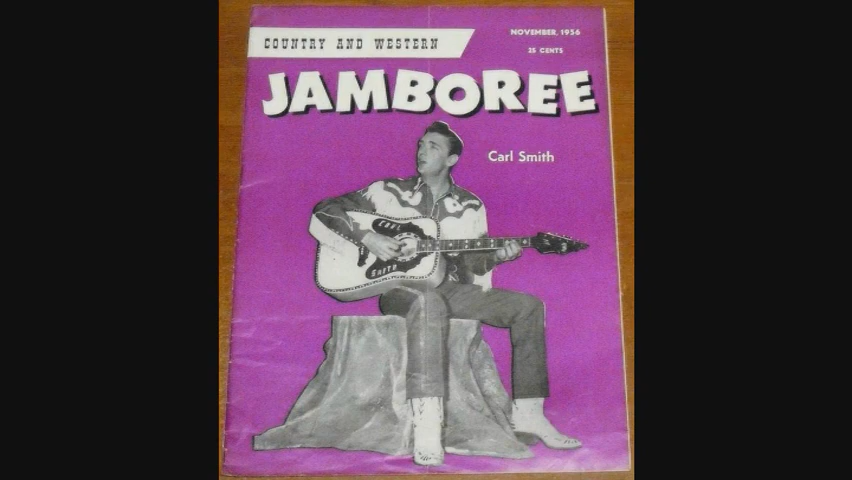 COUNTRY AND WESTERN
NOVEMBER, 1956
25 CENTS
JAMBOREE
Carl Smith
CARL
SMITH